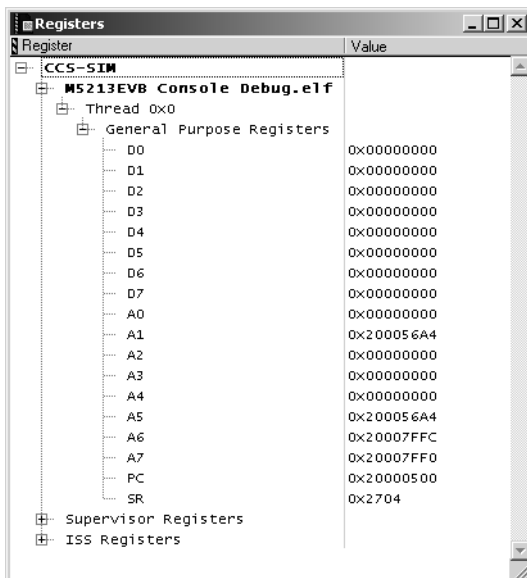 Registers
Register Value
CCS-SIM
M5213EVB Console Debug.elf
Thread 0x0
General Purpose Registers
D0 0x00000000
D1 0x00000000
D2 0x00000000
D3 0x00000000
D4 0x00000000
D5 0x00000000
D6 0x00000000
D7 0x00000000
A0 0x00000000
A1 0x200056A4
A2 0x00000000
A3 0x00000000
A4 0x00000000
A5 0x200056A4
A6 0x20007FFC
A7 0x20007FF0
PC 0x20000500
SR 0x2704
Supervisor Registers
ISS Registers